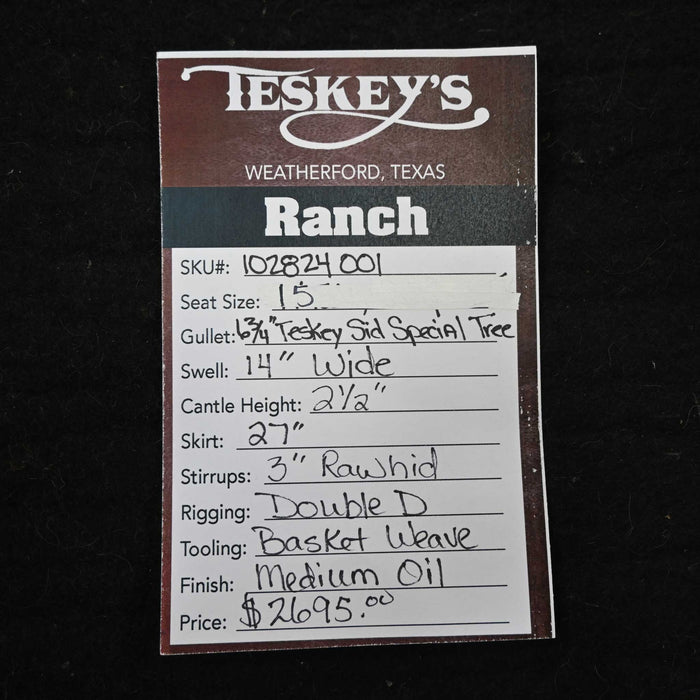 TESKEY'S
WEATHERFORD, TEXAS
Ranch
SKU#: 102824 001
Seat Size: 15
Gullet: 6¾" Teskey Sid Special Tree
Swell: 14" Wide
Cantle Height: 2½"
Skirt: 27"
Stirrups: 3" Rawhid
Rigging: Double D
Tooling: Basket Weave
Finish: Medium Oil
Price: $2695.00